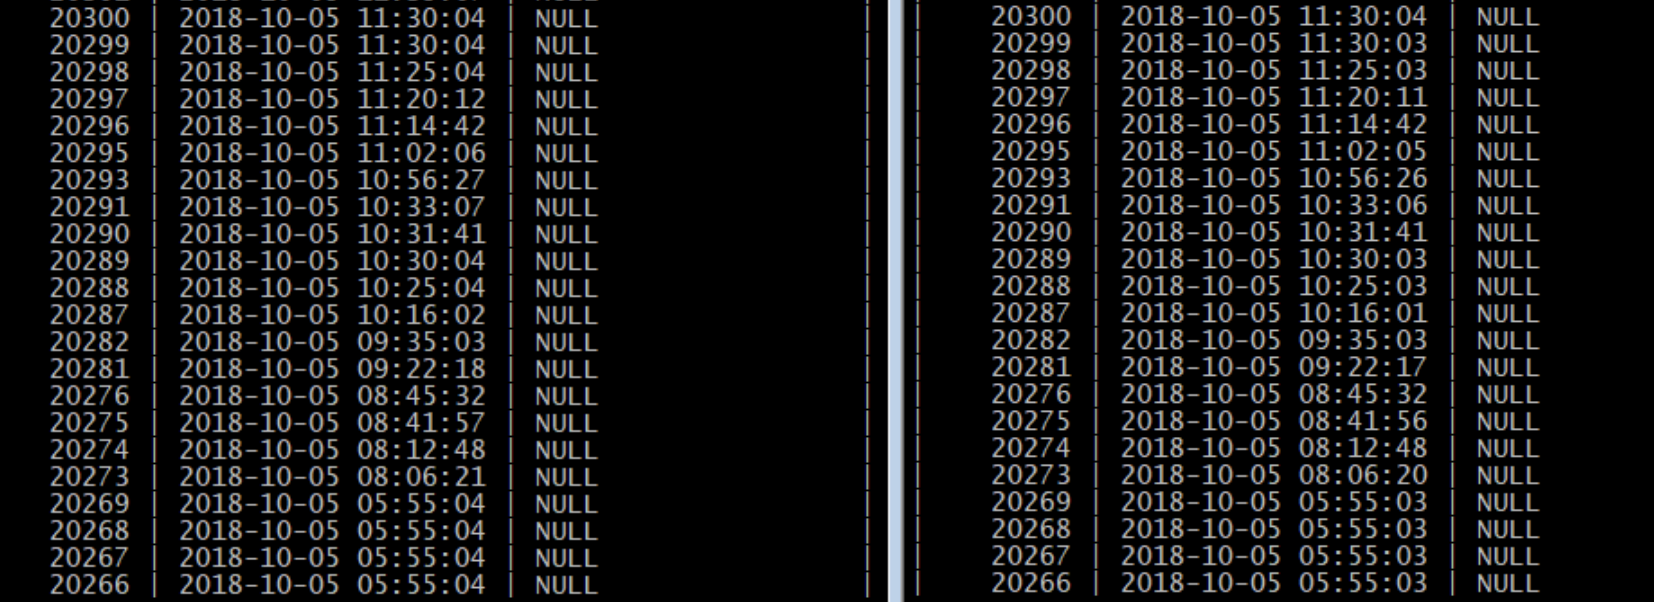 20300 | 2018-10-05 11:30:04 | NULL | | 20300 | 2018-10-05 11:30:04 | NULL
20299 | 2018-10-05 11:30:04 | NULL | | 20299 | 2018-10-05 11:30:03 | NULL
20298 | 2018-10-05 11:25:04 | NULL | | 20298 | 2018-10-05 11:25:03 | NULL
20297 | 2018-10-05 11:20:12 | NULL | | 20297 | 2018-10-05 11:20:11 | NULL
20296 | 2018-10-05 11:14:42 | NULL | | 20296 | 2018-10-05 11:14:42 | NULL
20295 | 2018-10-05 11:02:06 | NULL | | 20295 | 2018-10-05 11:02:05 | NULL
20293 | 2018-10-05 10:56:27 | NULL | | 20293 | 2018-10-05 10:56:26 | NULL
20291 | 2018-10-05 10:33:07 | NULL | | 20291 | 2018-10-05 10:33:06 | NULL
20290 | 2018-10-05 10:31:41 | NULL | | 20290 | 2018-10-05 10:31:41 | NULL
20289 | 2018-10-05 10:30:04 | NULL | | 20289 | 2018-10-05 10:30:03 | NULL
20288 | 2018-10-05 10:25:04 | NULL | | 20288 | 2018-10-05 10:25:03 | NULL
20287 | 2018-10-05 10:16:02 | NULL | | 20287 | 2018-10-05 10:16:01 | NULL
20282 | 2018-10-05 09:35:03 | NULL | | 20282 | 2018-10-05 09:35:03 | NULL
20281 | 2018-10-05 09:22:18 | NULL | | 20281 | 2018-10-05 09:22:17 | NULL
20276 | 2018-10-05 08:45:32 | NULL | | 20276 | 2018-10-05 08:45:32 | NULL
20275 | 2018-10-05 08:41:57 | NULL | | 20275 | 2018-10-05 08:41:56 | NULL
20274 | 2018-10-05 08:12:48 | NULL | | 20274 | 2018-10-05 08:12:48 | NULL
20273 | 2018-10-05 08:06:21 | NULL | | 20273 | 2018-10-05 08:06:20 | NULL
20269 | 2018-10-05 05:55:04 | NULL | | 20269 | 2018-10-05 05:55:03 | NULL
20268 | 2018-10-05 05:55:04 | NULL | | 20268 | 2018-10-05 05:55:03 | NULL
20267 | 2018-10-05 05:55:04 | NULL | | 20267 | 2018-10-05 05:55:03 | NULL
20266 | 2018-10-05 05:55:04 | NULL | | 20266 | 2018-10-05 05:55:03 | NULL